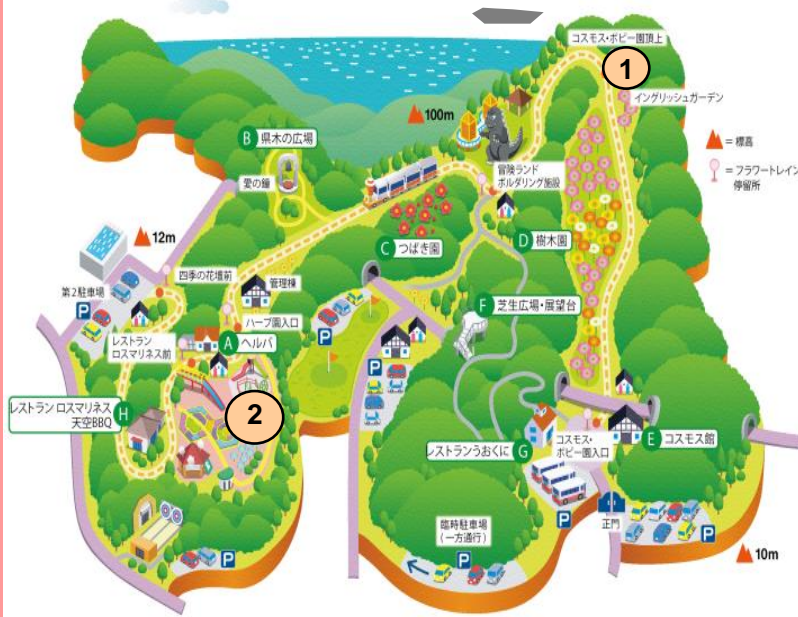 コスモス・ポピー園頂上
1
イングリッシュガーデン
100m
= 標高
= フラワートレイン
停留所
B 県木の広場
愛の鐘
冒険ランド
ボルダリング施設
12m
C つばき園
D 樹木園
四季の花壇前
管理棟
第2駐車場
P
ハーブ園入口
F 芝生広場・展望台
P
レストラン
ロスマリネス前
A ヘルバ
P
レストラン ロスマリネス
天空BBQ
H
2
レストランうおくに G
コスモス・
ポピー園入口
E コスモス館
臨時駐車場
(一方通行)
P
P
正門
P
P
10m